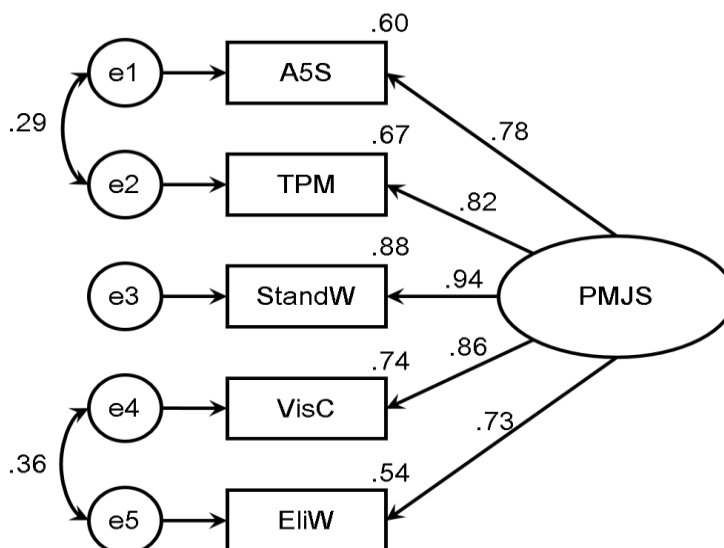 .60
e1
A5S
.78
.29
.67
e2
TPM
.82
.88
e3
StandW
.94
PMJS
.74
.86
e4
VisC
.73
.36
.54
e5
EliW